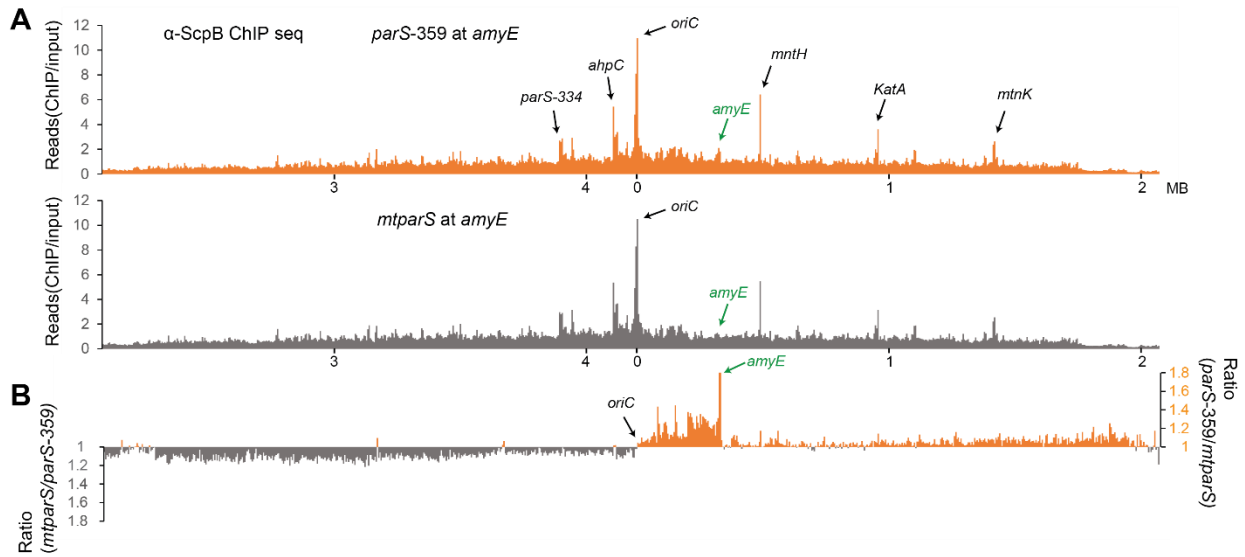 A
α-ScpB ChIP seq
parS-359 at amyE
Reads(ChIP/input)
12
10
8
6
4
2
0
oriC
ahpC
parS-334
amyE
mntH
KatA
mtnK
3
4
0
1
2
MB
mtparS at amyE
Reads(ChIP/input)
12
10
8
6
4
2
0
oriC
amyE
3
4
0
1
2
B
Ratio
(mtparS/parS-359)
1
1.2
1.4
1.6
1.8
oriC
amyE
1.8
1.6
1.4
1.2
1
Ratio
(parS-359/mtparS)